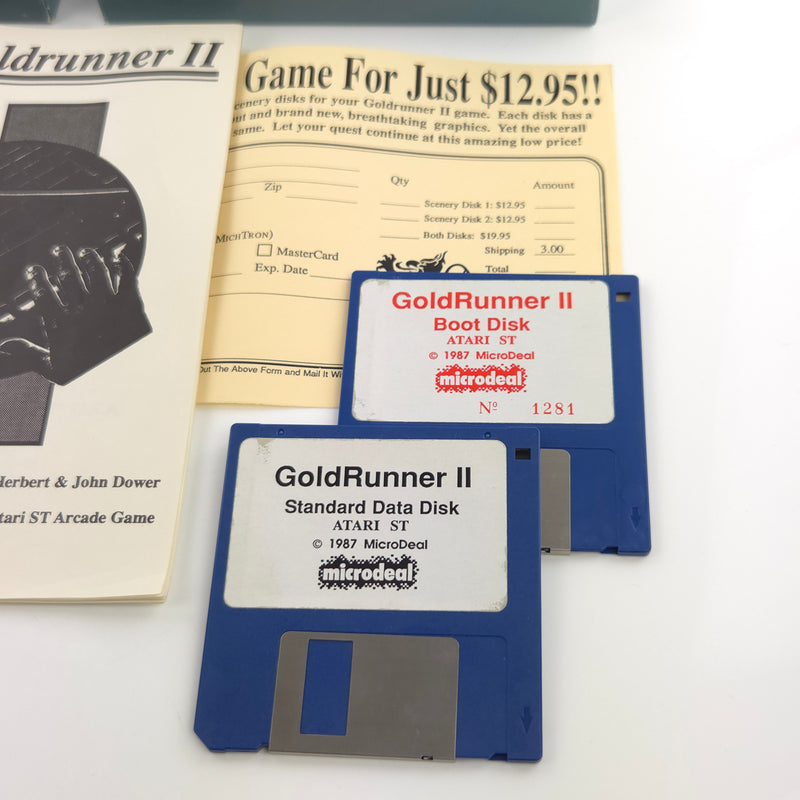 ldrunner II
Herbert & John Dower
tari ST Arcade Game
Game For Just $12.95!!
cenery disks for your Goldrunner II game. Each disk has a
out and brand new, breathtaking graphics. Yet the overall
same. Let your quest continue at this amazing low price!
Zip
Qty
Amount
Scenery Disk 1: $12.95
Scenery Disk 2: $12.95
Both Disks: $19.95
MICHTRON)
Shipping 3.00
MasterCard
Exp. Date
Total
Out The Above Form and Mail It Wi
GoldRunner II
Boot Disk
ATARI ST
© 1987 MicroDeal
microdeal
Nº 1281
GoldRunner II
Standard Data Disk
ATARI ST
© 1987 MicroDeal
microdeal